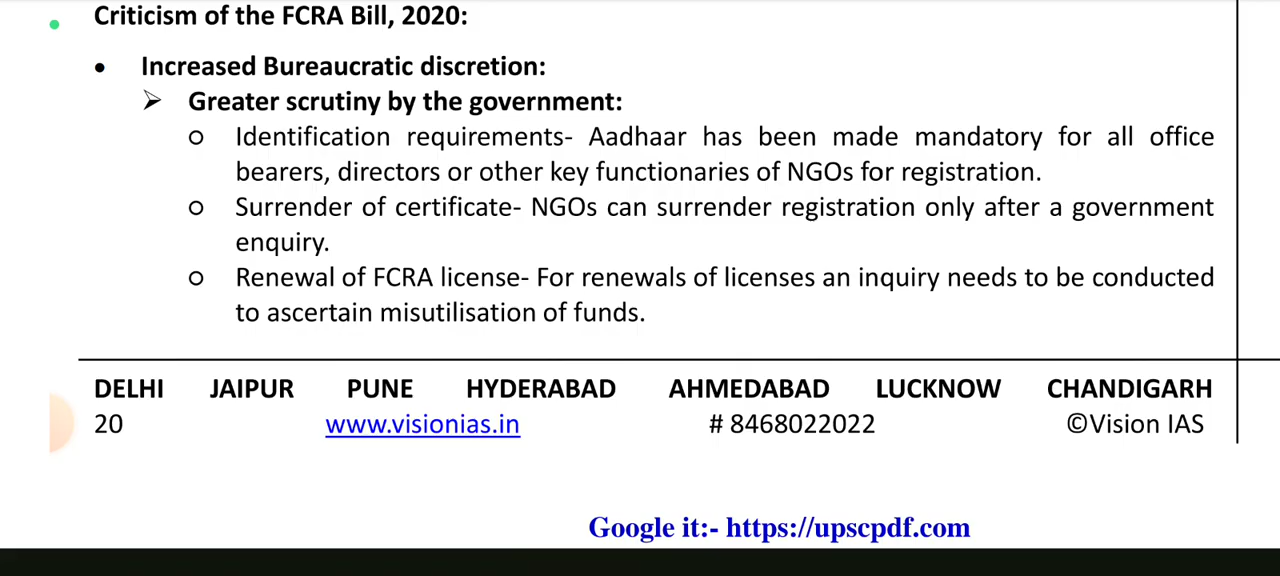 Criticism of the FCRA Bill, 2020:
• Increased Bureaucratic discretion:
➢ Greater scrutiny by the government:
o Identification requirements- Aadhaar has been made mandatory for all office
bearers, directors or other key functionaries of NGOs for registration.
o Surrender of certificate- NGOs can surrender registration only after a government
enquiry.
o Renewal of FCRA license- For renewals of licenses an inquiry needs to be conducted
to ascertain misutilisation of funds.
DELHI JAIPUR PUNE HYDERABAD AHMEDABAD LUCKNOW CHANDIGARH
20 www.visionias.in # 8468022022 ©Vision IAS
Google it:- https://upscpdf.com